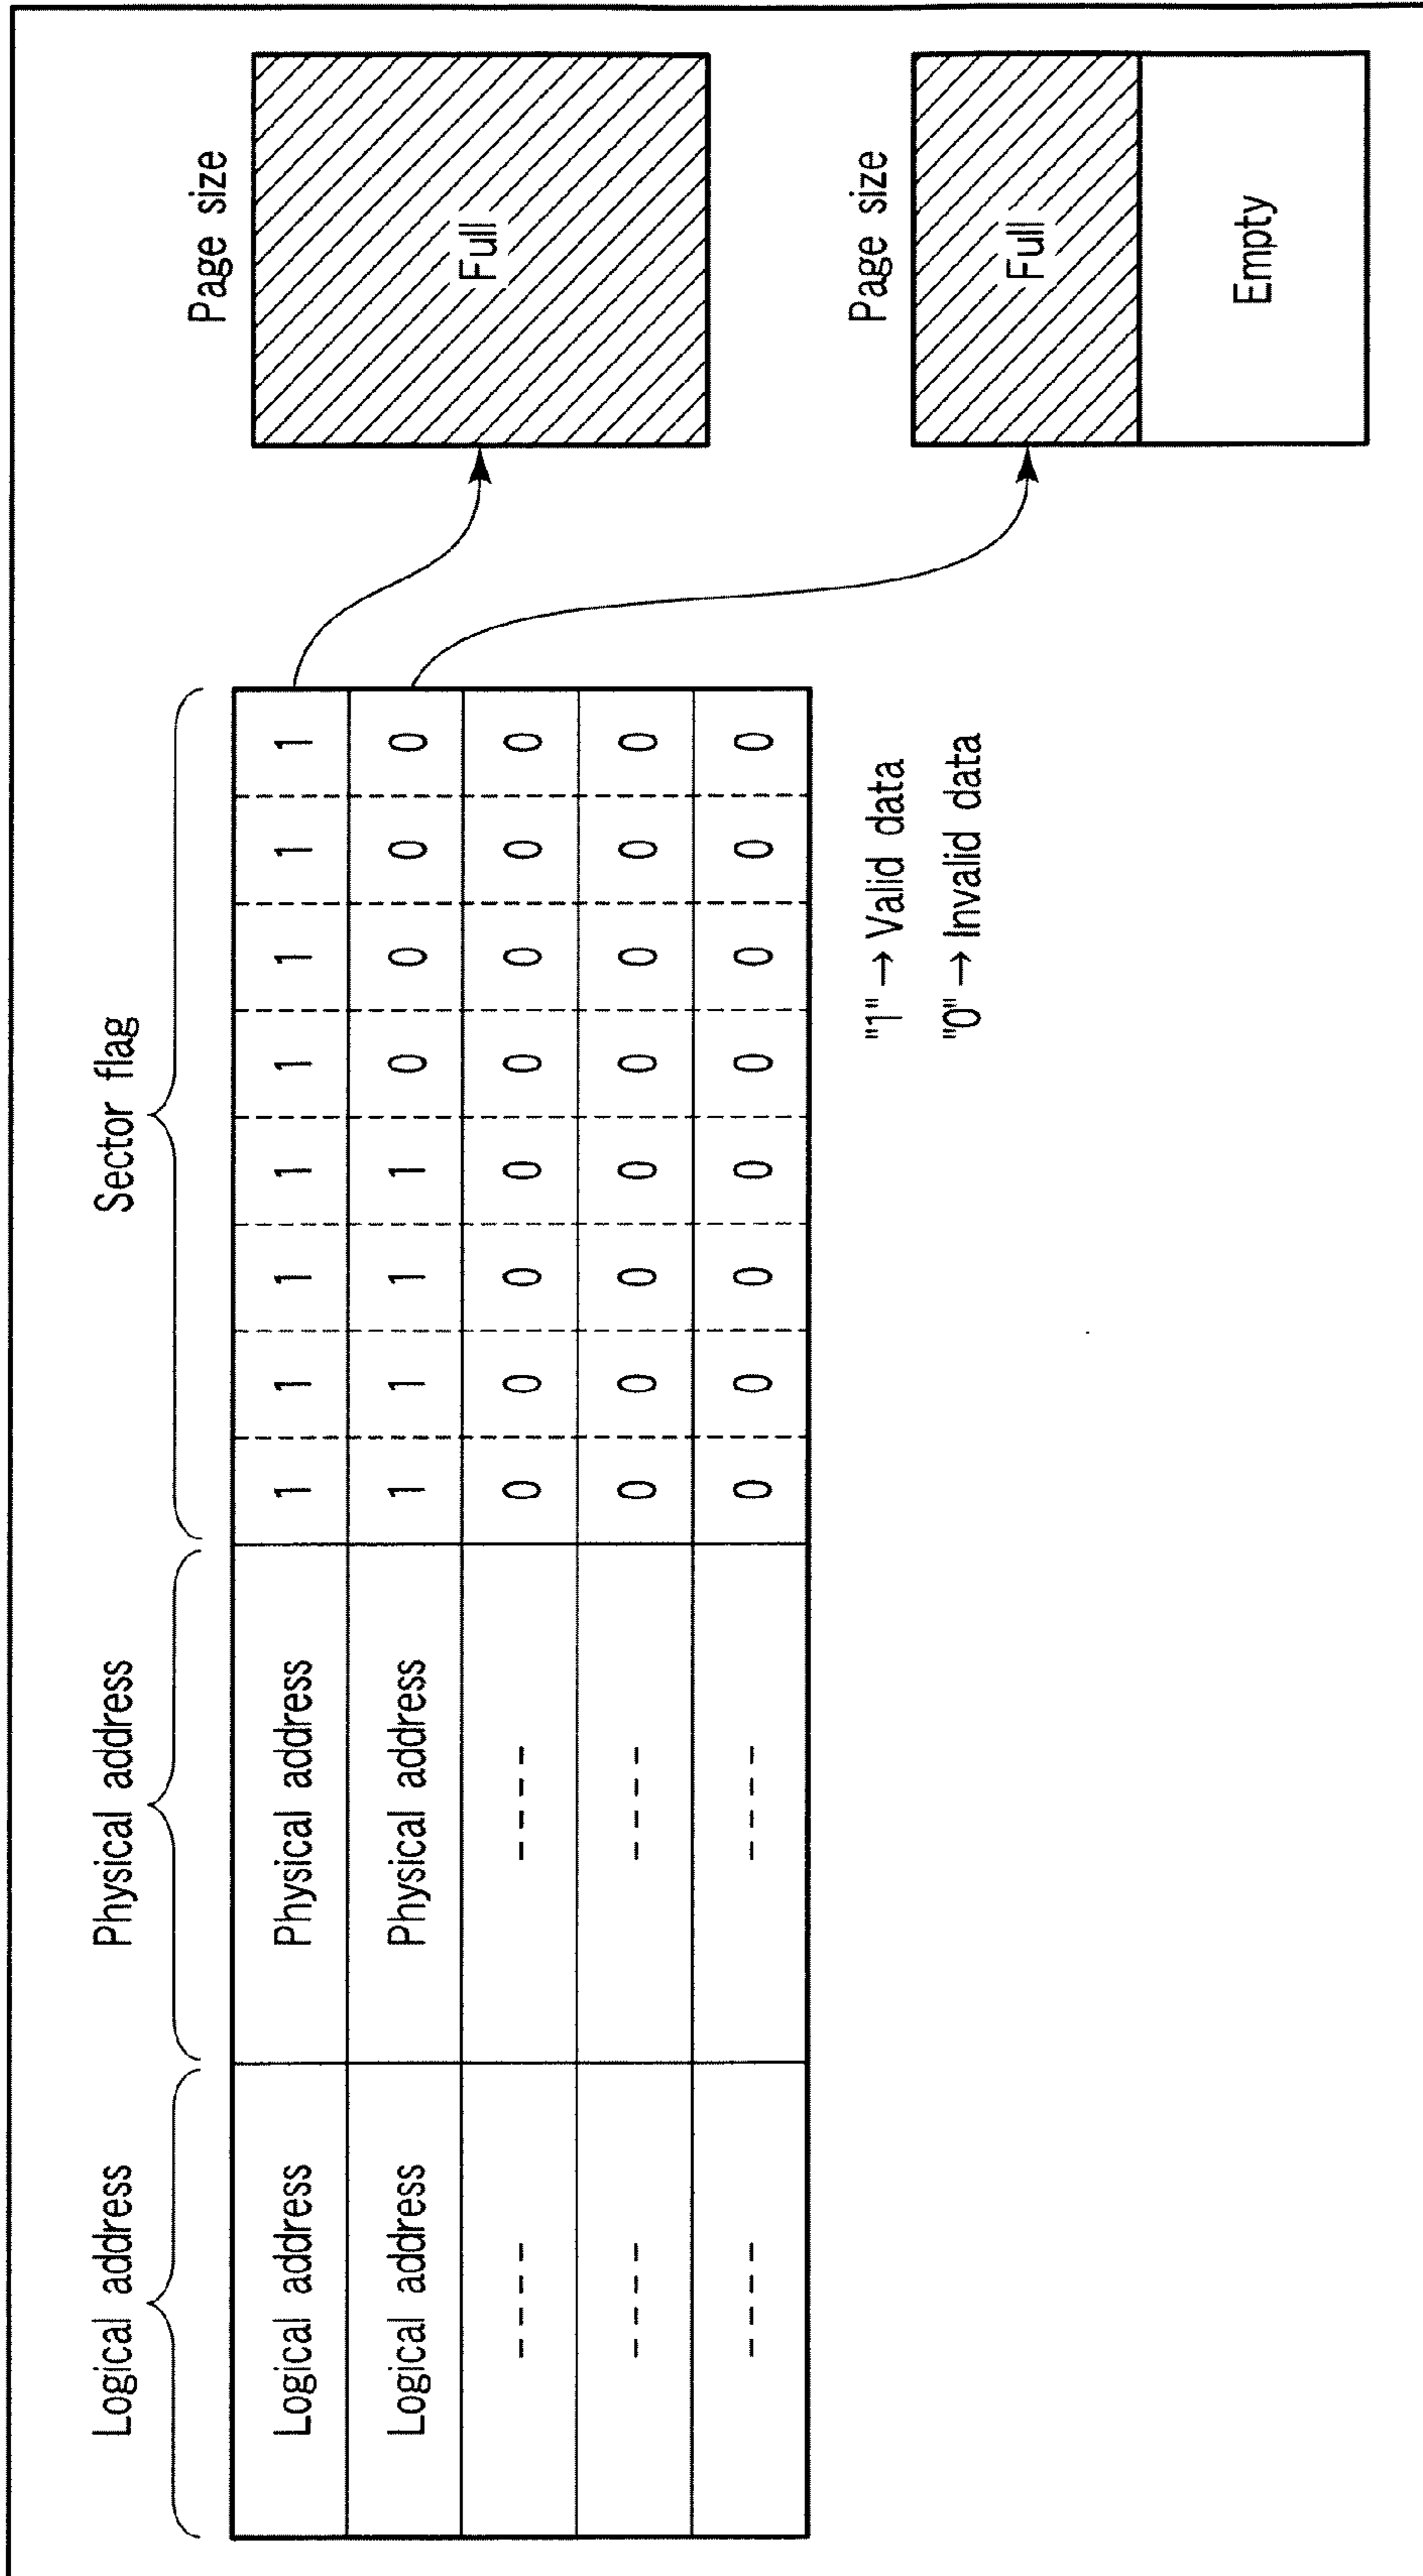 Logical address Physical address Sector flag
Page size
Logical address Physical address 1 1 1 1 1 1 1 1
Full
Logical address Physical address 1 1 1 1 0 0 0 0
---- ---- 0 0 0 0 0 0 0 0
---- ---- 0 0 0 0 0 0 0 0
---- ---- 0 0 0 0 0 0 0 0
"1" → Valid data
"0" → Invalid data
Page size
Full
Empty